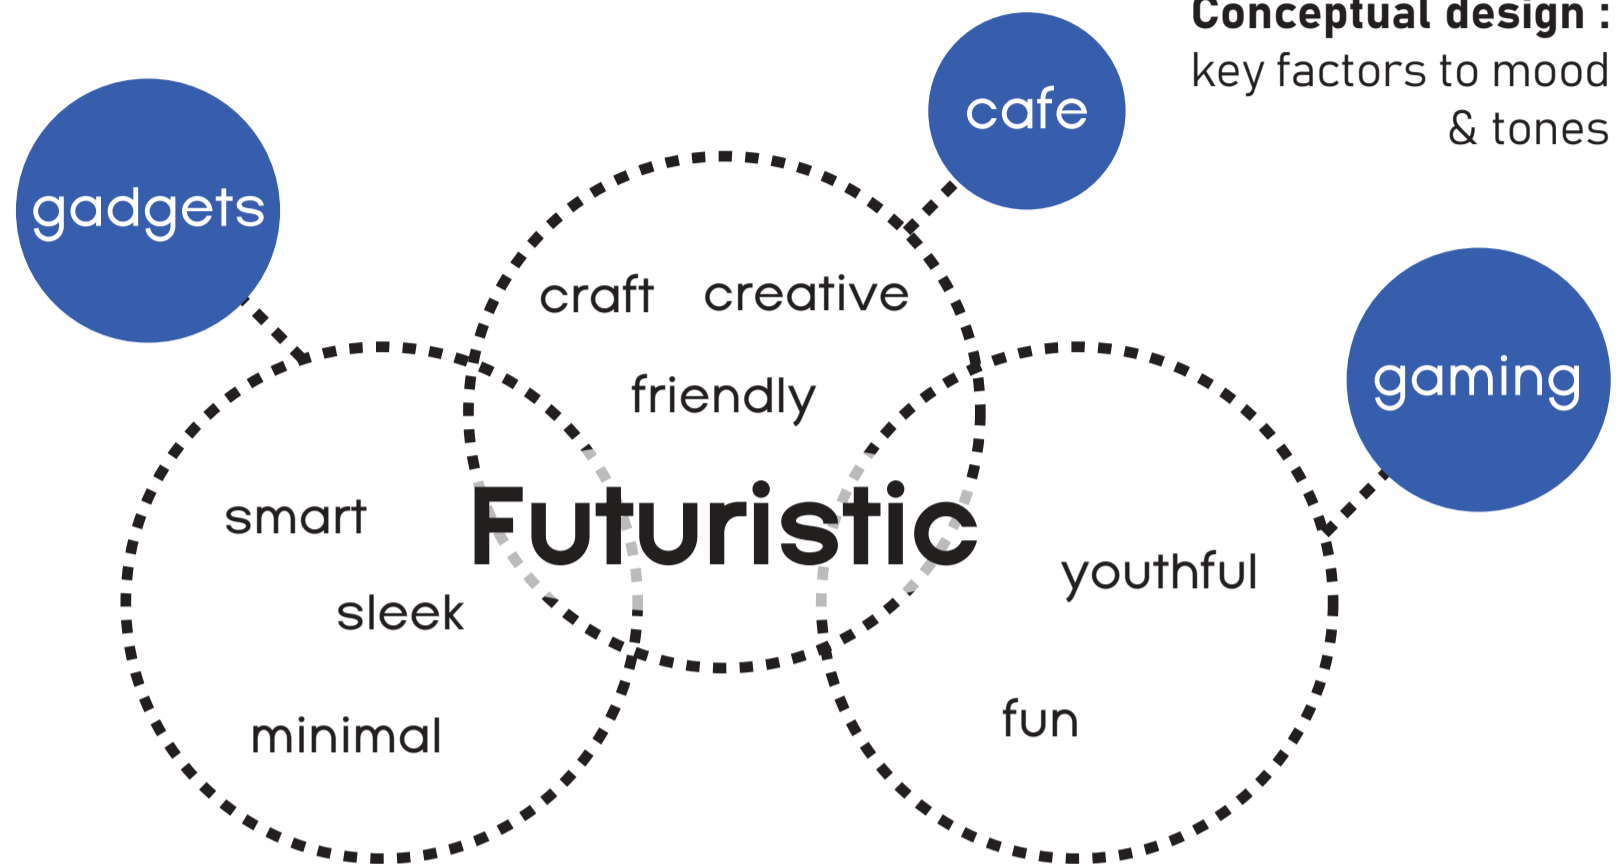 Conceptual design :
key factors to mood
& tones
cafe
gadgets
craft creative
friendly
gaming
Futuristic
smart
sleek
minimal
youthful
fun